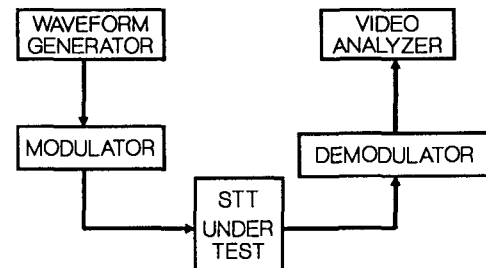 WAVEFORM
GENERATOR
VIDEO
ANALYZER
MODULATOR
DEMODULATOR
STT
UNDER
TEST